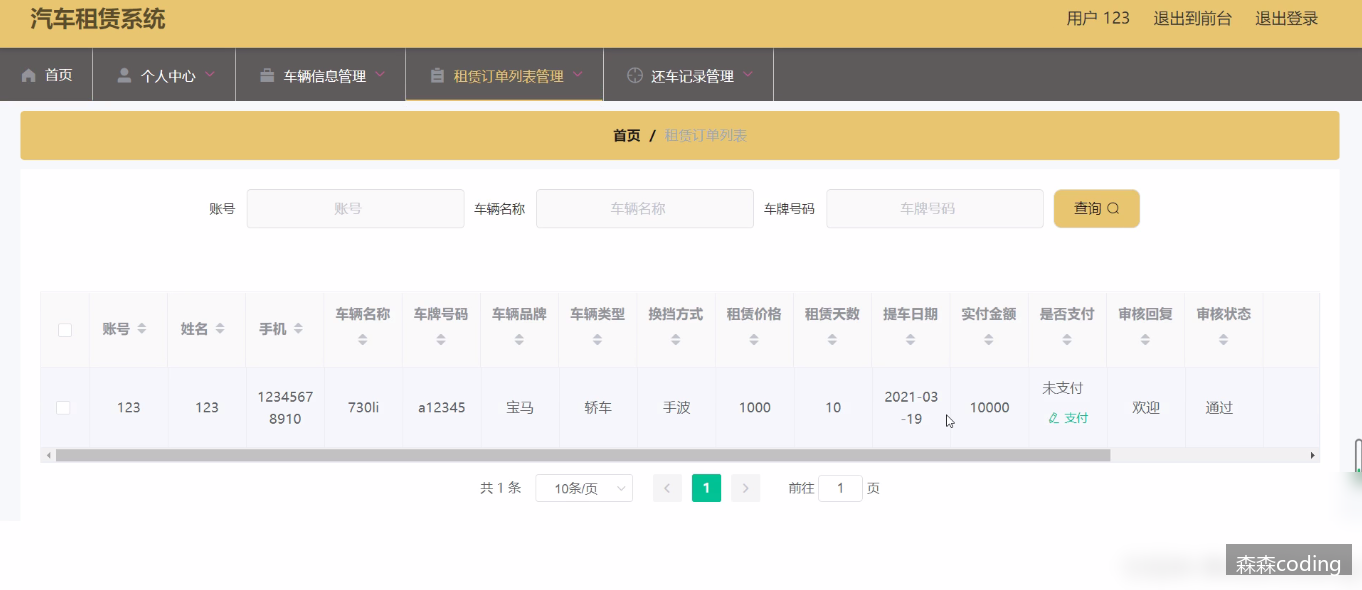 汽车租赁系统
用户 123 退出到前台 退出登录
首页 个人中心 车辆信息管理 租赁订单列表管理 还车记录管理
首页 / 租赁订单列表
账号 账号 车辆名称 车辆名称 车牌号码 车牌号码 查询
账号 姓名 手机 车辆名称 车牌号码 车辆品牌 车辆类型 换挡方式 租赁价格 租赁天数 提车日期 实付金额 是否支付 审核回复 审核状态
123 123 12345678910 730li a12345 宝马 轿车 手波 1000 10 2021-03-19 10000 未支付 支付 欢迎 通过
共 1 条 10条/页 1 前往 1 页
森森coding